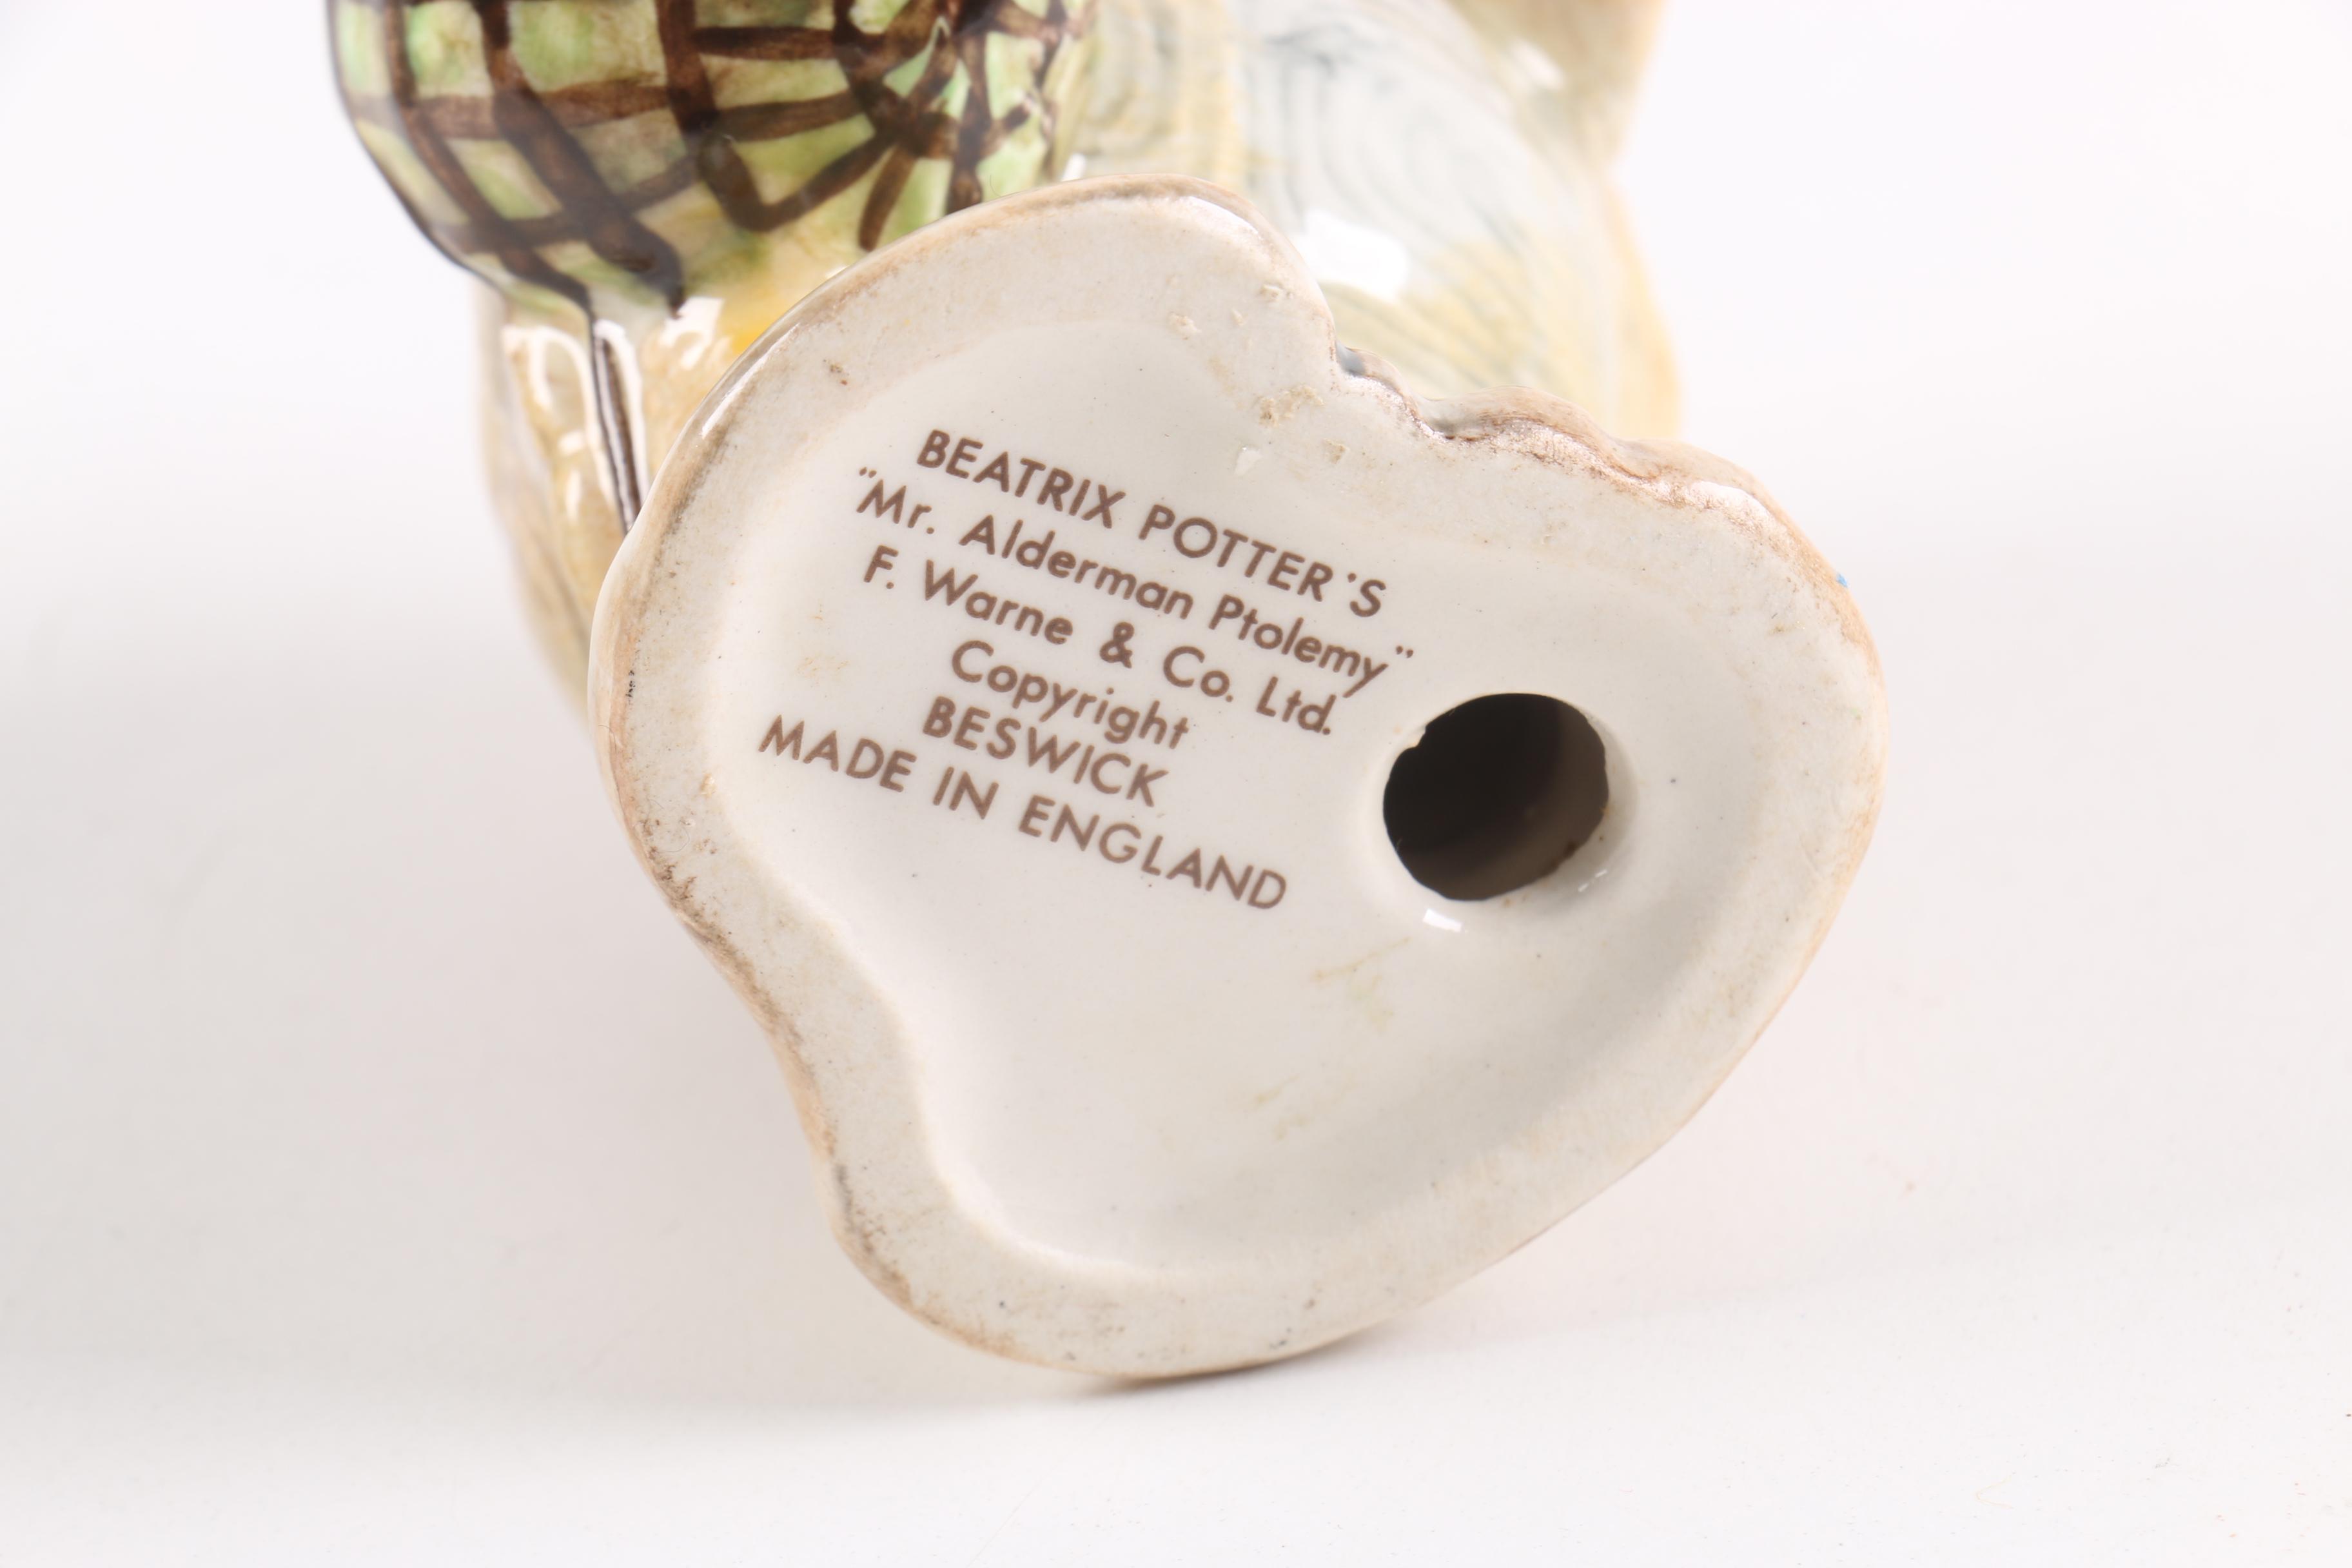 BEATRIX POTTER'S
"Mr. Alderman Ptolemy"
F. Warne & Co. Ltd.
Copyright
BESWICK
MADE IN ENGLAND